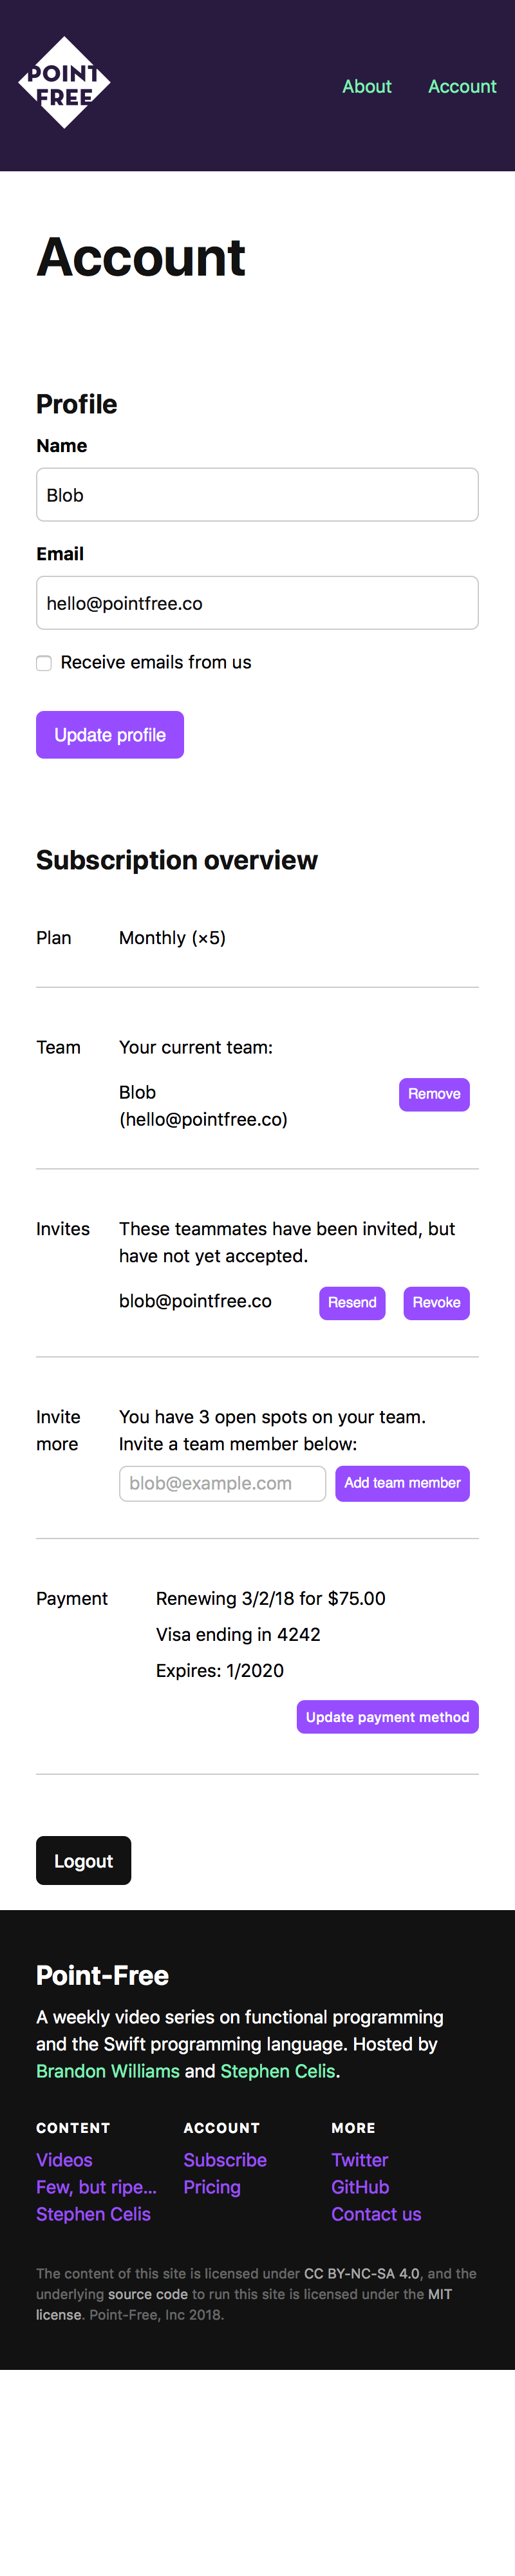 POINT
FREE
About Account
Account
Profile
Name
Blob
Email
hello@pointfree.co
Receive emails from us
Update profile
Subscription overview
Plan Monthly (×5)
Team Your current team:
Blob
(hello@pointfree.co)
Remove
Invites These teammates have been invited, but
have not yet accepted.
blob@pointfree.co Resend Revoke
Invite
more
You have 3 open spots on your team.
Invite a team member below:
blob@example.com Add team member
Payment Renewing 3/2/18 for $75.00
Visa ending in 4242
Expires: 1/2020
Update payment method
Logout
Point-Free
A weekly video series on functional programming
and the Swift programming language. Hosted by
Brandon Williams and Stephen Celis.
CONTENT
Videos
Few, but ripe...
Stephen Celis
ACCOUNT
Subscribe
Pricing
MORE
Twitter
GitHub
Contact us
The content of this site is licensed under CC BY-NC-SA 4.0, and the
underlying source code to run this site is licensed under the MIT
license. Point-Free, Inc 2018.